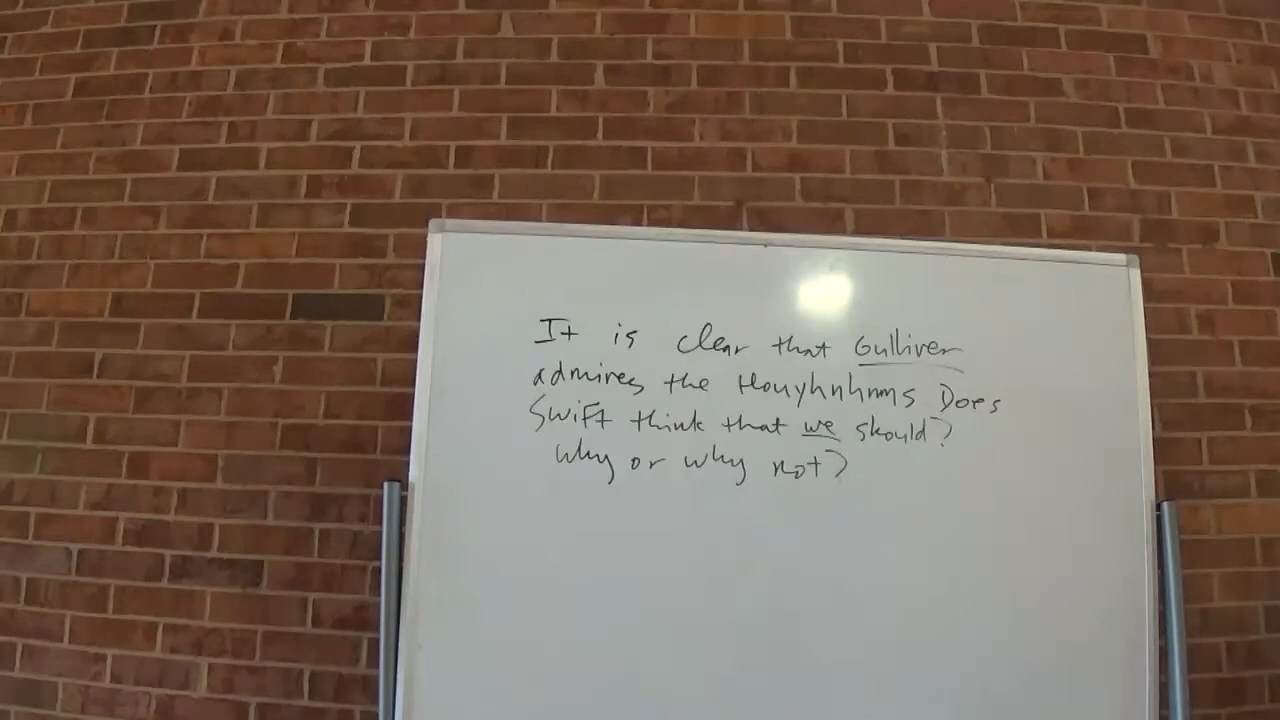 It is clear that Gulliver
admires the Houyhnhnms Does
Swift think that we should?
Why or why not?